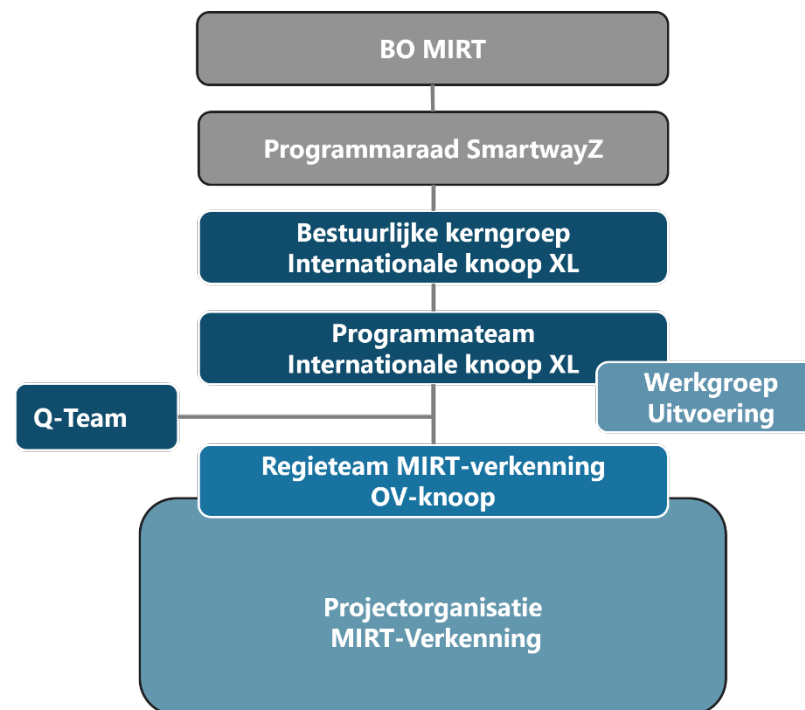 BO MIRT
Programmaraad SmartwayZ
Bestuurlijke kerngroep
Internationale knoop XL
Programmateam
Internationale knoop XL
Werkgroep
Uitvoering
Q-Team
Regieteam MIRT-verkenning
OV-knoop
Projectorganisatie
MIRT-Verkenning